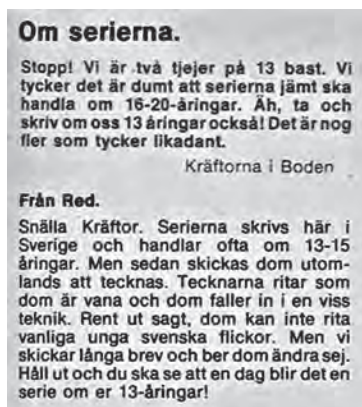 Om serierna.
Stopp! Vi är två tjejer på 13 bast. Vi
tycker det är dumt att serierna jämt ska
handla om 16-20-åringar. Äh, ta och
skriv om oss 13 åringar också! Det är nog
fler som tycker likadant.
Kräftorna i Boden
Från Red.
Snälla Kräftor. Serierna skrivs här i
Sverige och handlar ofta om 13-15
åringar. Men sedan skickas dom utom-
lands att tecknas. Tecknarna ritar som
dom är vana och dom faller in i en viss
teknik. Rent ut sagt, dom kan inte rita
vanliga unga svenska flickor. Men vi
skickar långa brev och ber dom ändra sej.
Håll ut och du ska se att en dag blir det en
serie om er 13-åringar!